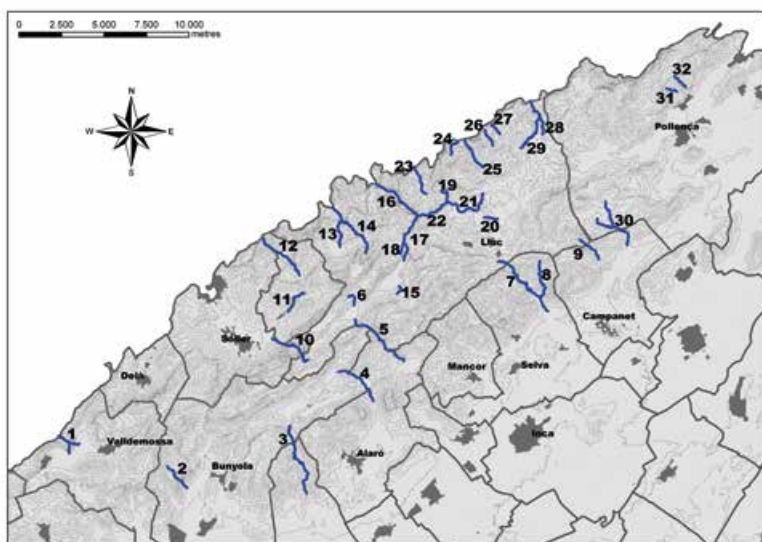 0 2.500 5.000 7.500 10.000
metres
N
W E
S
32
31
Pollença
26 27
24
28
29
25
23
19
16
21
22
20
Lluc
14
13
17
18
30
9
12
7 8
11
6
15
Campanet
5
Sóller
10
Mancor
Selva
Deià
4
1
Valldemossa
3
Inca
2
Bunyola
Alaró